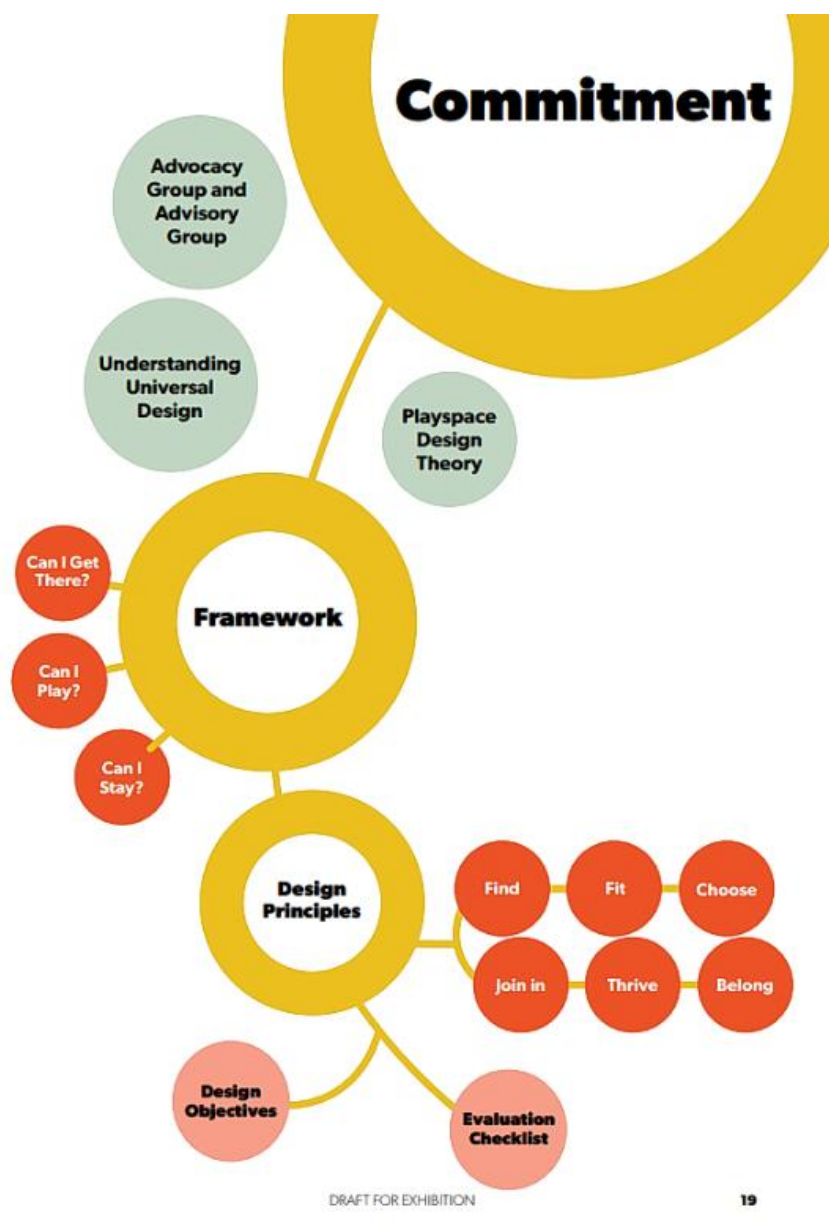 Commitment
Advocacy
Group and
Advisory
Group
Understanding
Universal
Design
Playspace
Design
Theory
Framework
Can I Get
There?
Can I
Play?
Can I
Stay?
Design
Principles
Find
Fit
Choose
Join in
Thrive
Belong
Design
Objectives
Evaluation
Checklist
DRAFT FOR EXHIBITION
19